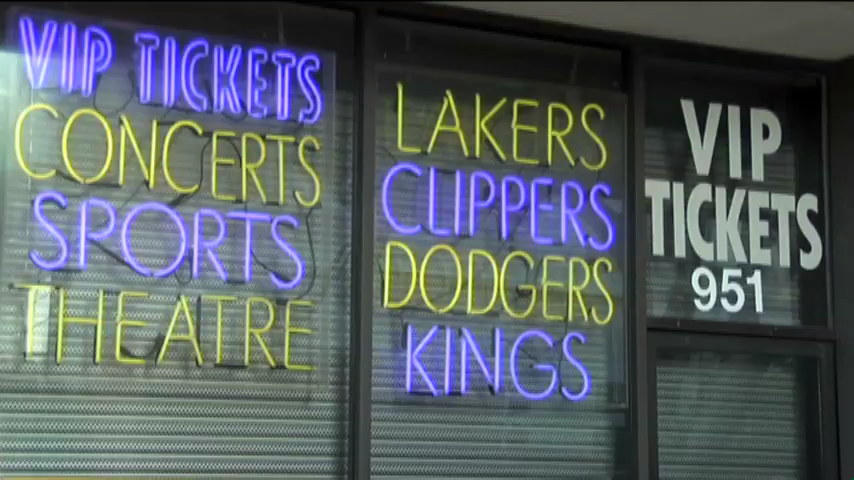 VIP TICKETS
CONCERTS
SPORTS
THEATRE
LAKERS
CLIPPERS
DODGERS
KINGS
VIP
TICKETS
951